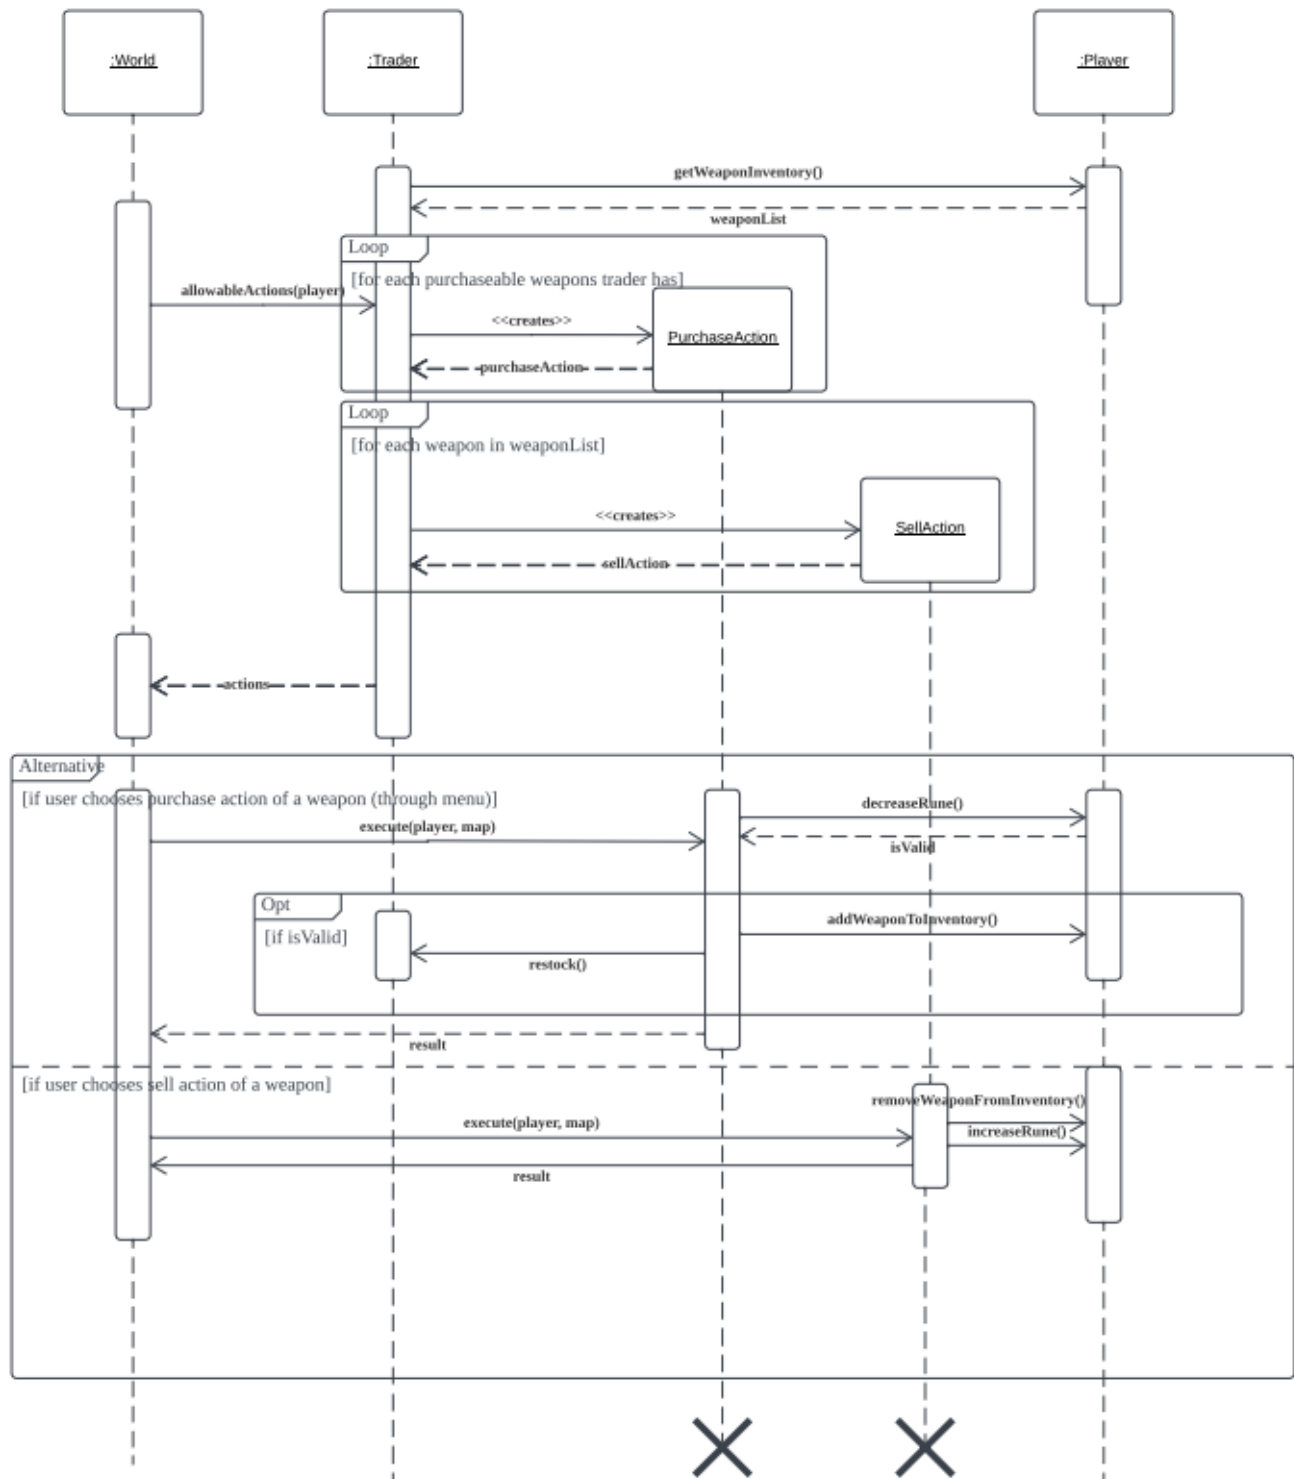 :World
:Trader
:Player
getWeaponInventory()
weaponList
Loop
[for each purchaseable weapons trader has]
allowableActions(player)
<<creates>>
PurchaseAction
purchaseAction
Loop
[for each weapon in weaponList]
<<creates>>
SellAction
sellAction
actions
Alternative
[if user chooses purchase action of a weapon (through menu)]
decreaseRune()
execute(player, map)
isValid
Opt
addWeaponToInventory()
[if isValid]
restock()
result
[if user chooses sell action of a weapon]
removeWeaponFromInventory()
execute(player, map)
increaseRune()
result